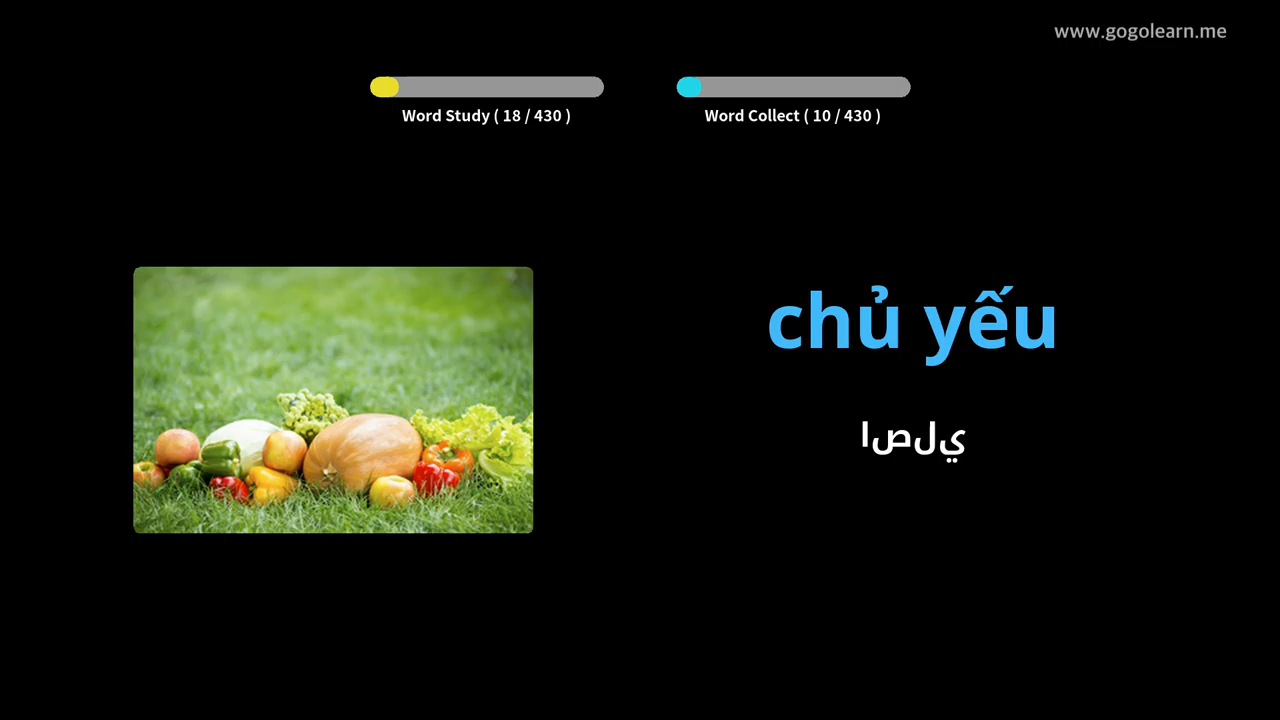 www.gogolearn.me
Word Study ( 18 / 430 )
Word Collect ( 10 / 430 )
chủ yếu
اصلي